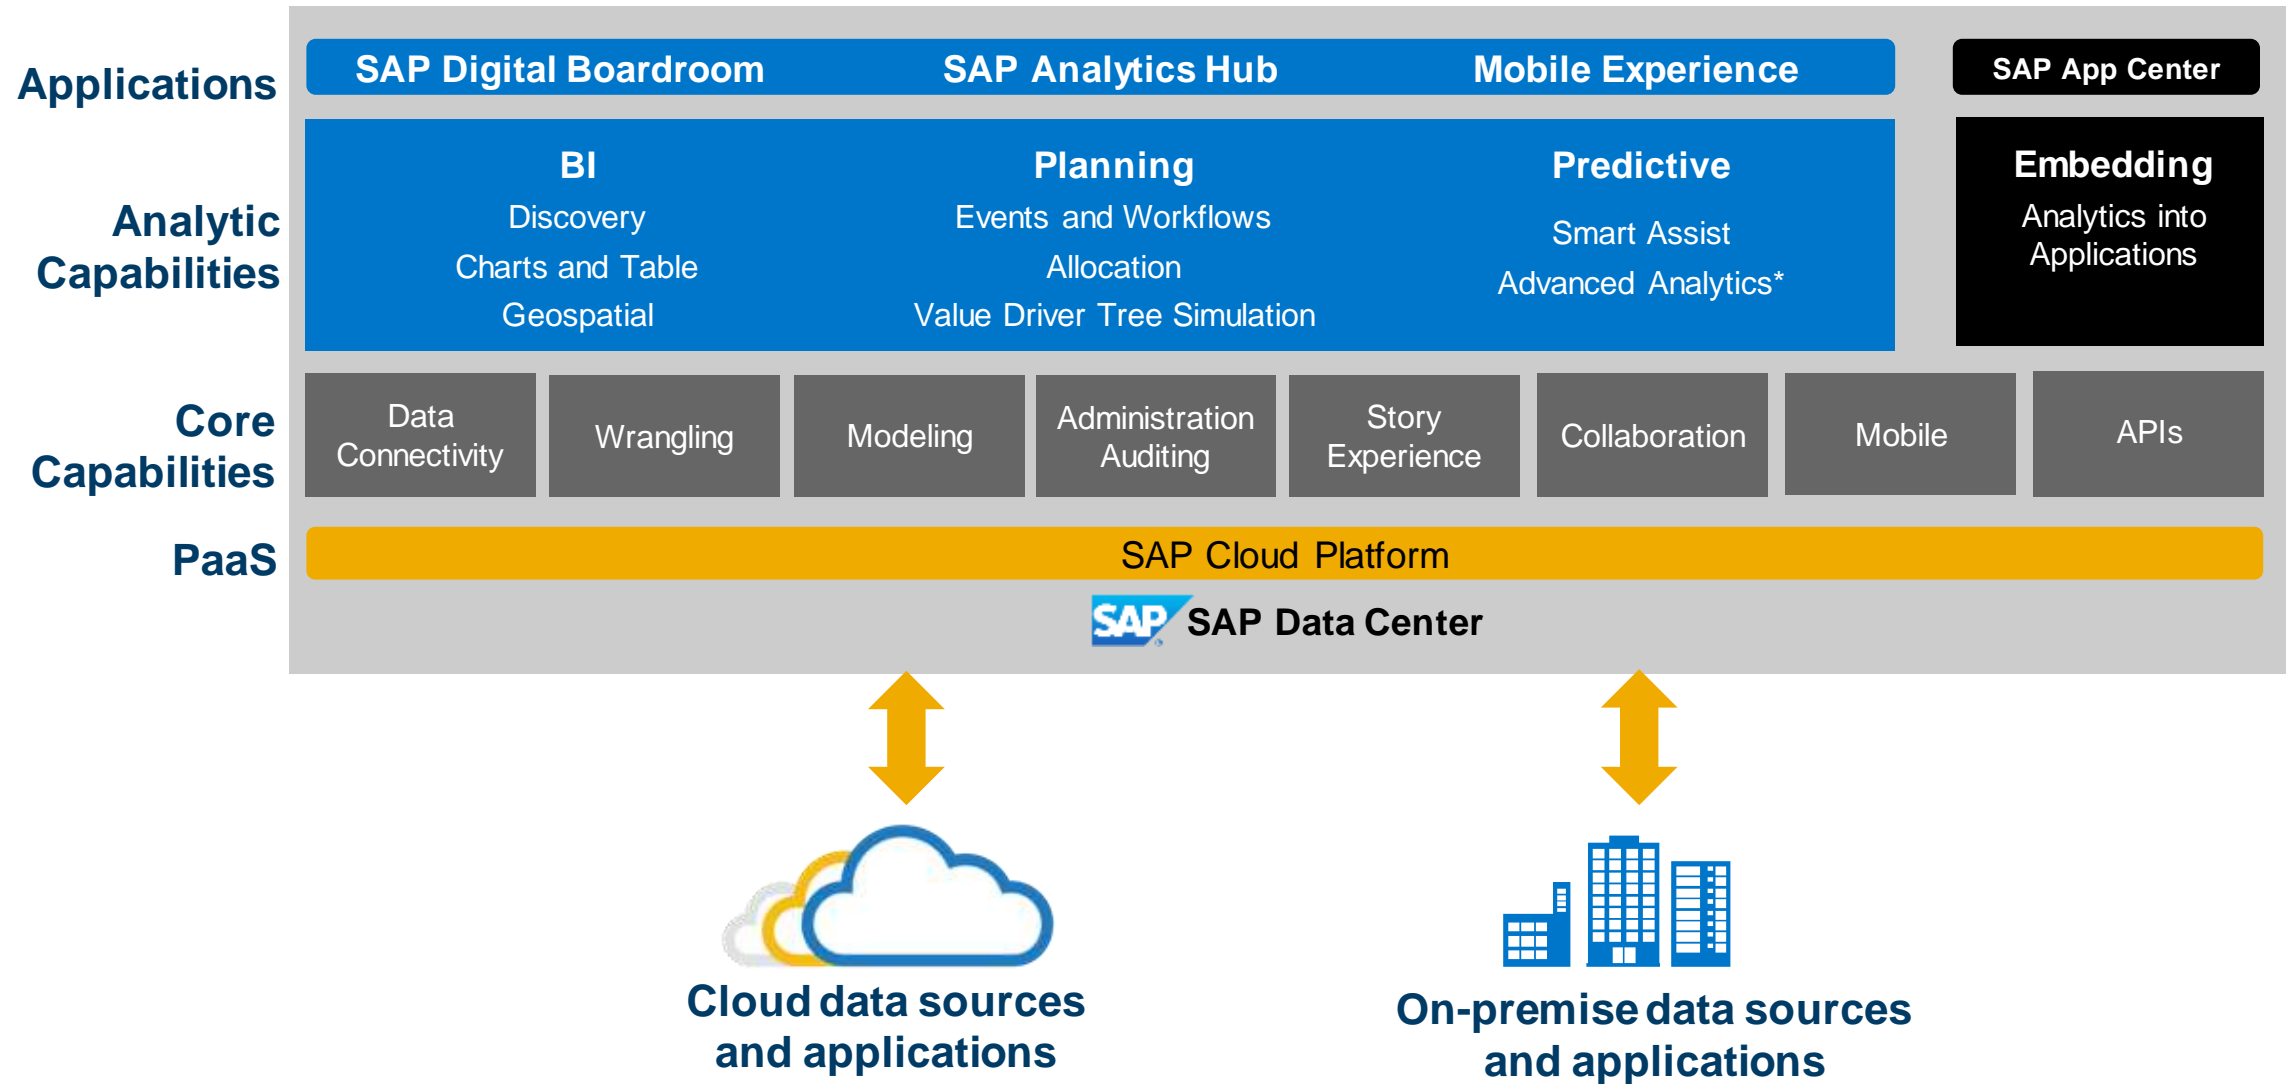 Applications
SAP Digital Boardroom
SAP Analytics Hub
Mobile Experience
SAP App Center
Analytic
Capabilities
BI
Discovery
Charts and Table
Geospatial
Planning
Events and Workflows
Allocation
Value Driver Tree Simulation
Predictive
Smart Assist
Advanced Analytics*
Embedding
Analytics into
Applications
Core
Capabilities
Data
Connectivity
Wrangling
Modeling
Administration
Auditing
Story
Experience
Collaboration
Mobile
APIs
PaaS
SAP Cloud Platform
SAP SAP Data Center
Cloud data sources
and applications
On-premise data sources
and applications